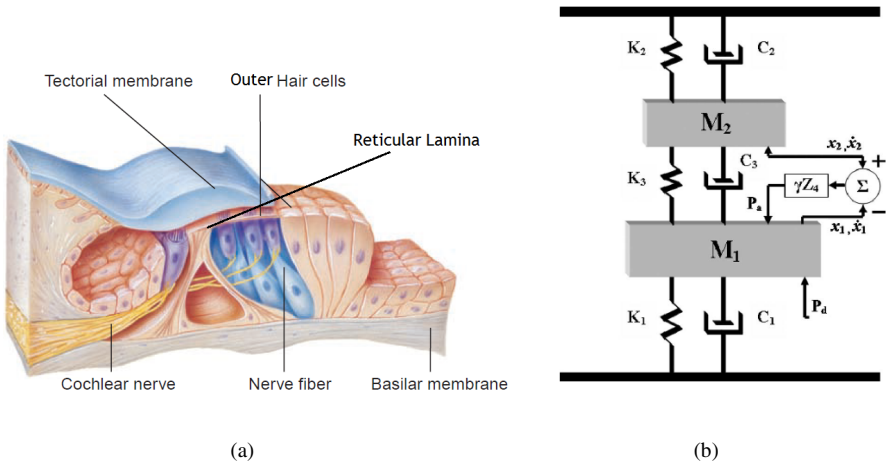 Tectorial membrane
Outer Hair cells
Reticular Lamina
Cochlear nerve
Nerve fiber
Basilar membrane
(a)
K₂
C₂
M₂
x₂,ẋ₂
+
K₃
C₃
γZ₄
Σ
Pₐ
−
x₁,ẋ₁
M₁
P_d
K₁
C₁
(b)